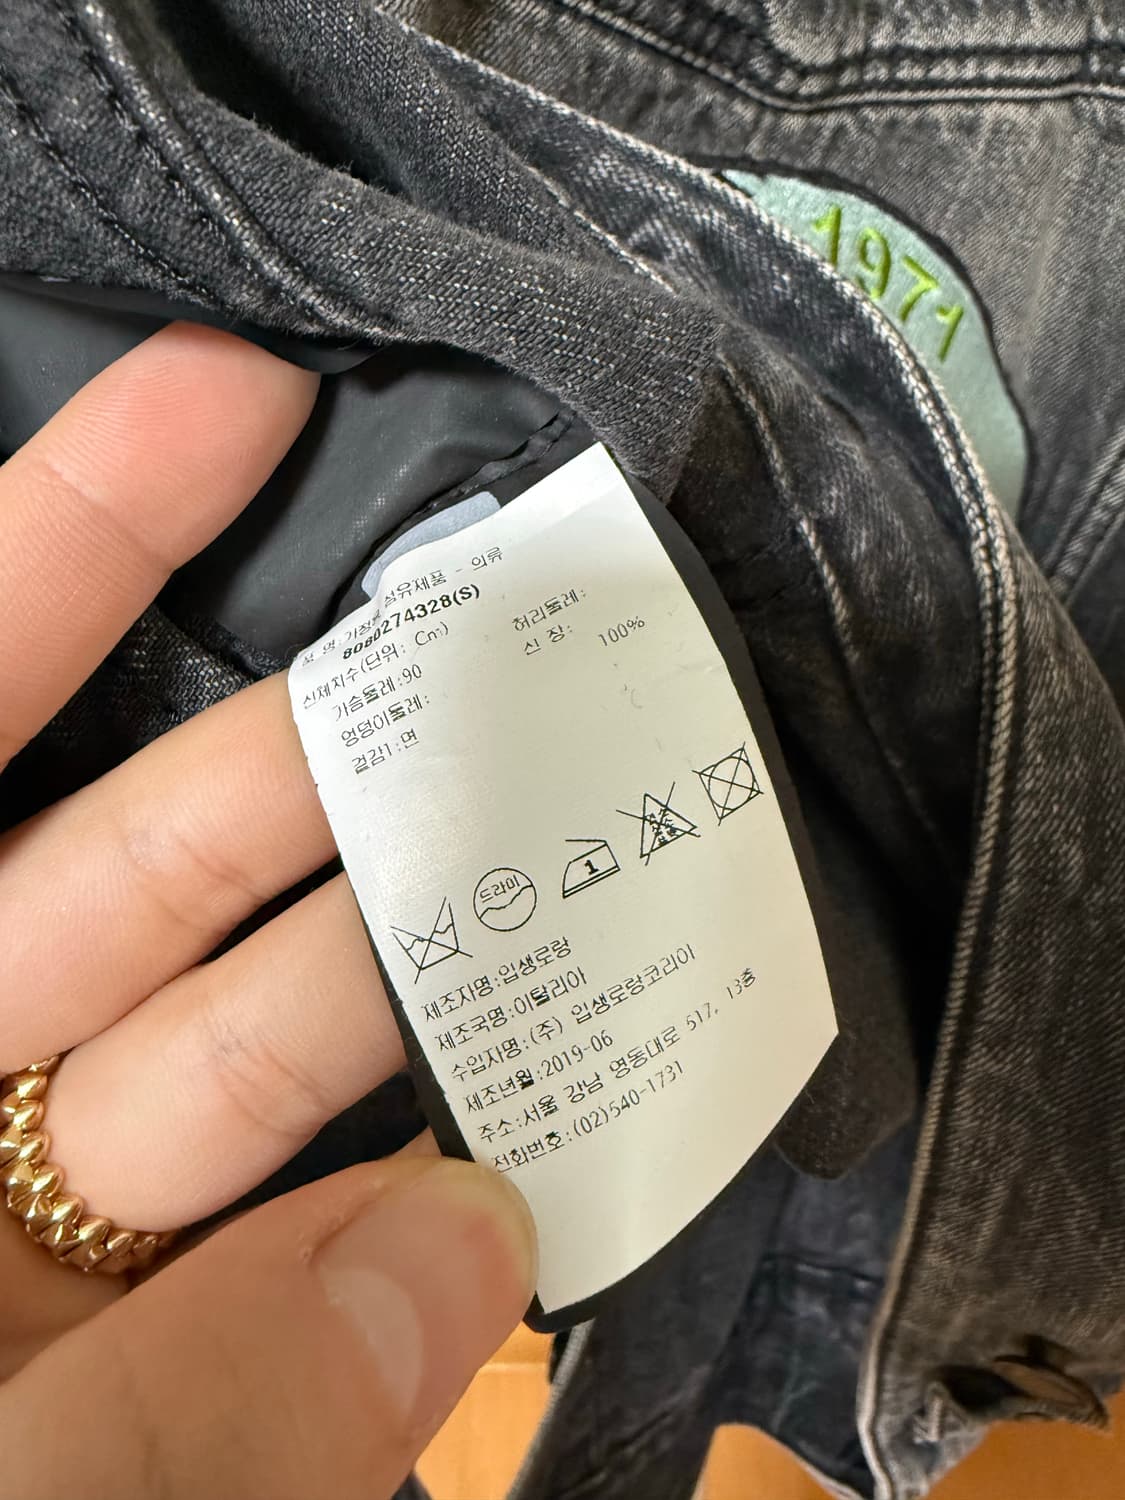 1971
품 명:가정용 섬유제품 - 의류
8080274328(S)
신체치수(단위: Cm)
가슴둘레:90 허리둘레:
엉덩이둘레: 신 장:
겉감1:면 100%
드라이
1
제조자명:입생로랑
제조국명:이탈리아
수입자명:(주) 입생로랑코리아
제조년월:2019-06
주소:서울 강남 영동대로 517, 13층
전화번호:(02)540-1731